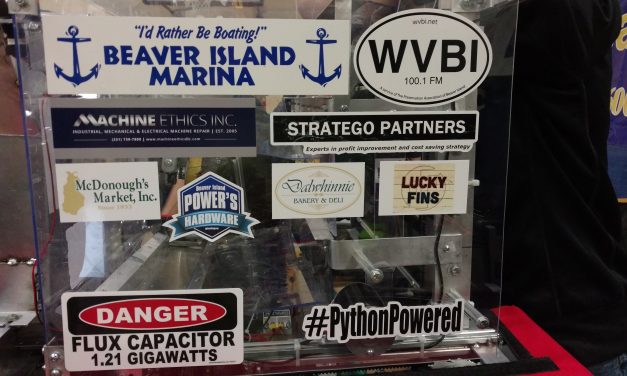 "I'd Rather Be Boating!"
BEAVER ISLAND
MARINA
wvbi.net
WVBI
100.1 FM
MACHINE ETHICS INC.
INDUSTRIAL, MECHANICAL & ELECTRICAL MACHINE REPAIR | EST. 2005
STRATEGO PARTNERS
Experts in profit improvement and cost saving strategy
McDonough's
Market, Inc.
Since 1933
Beaver Island
POWER'S
HARDWARE
Dalwhinnie
BAKERY & DELI
LUCKY
FINS
DANGER
FLUX CAPACITOR
1.21 GIGAWATTS
#PythonPowered